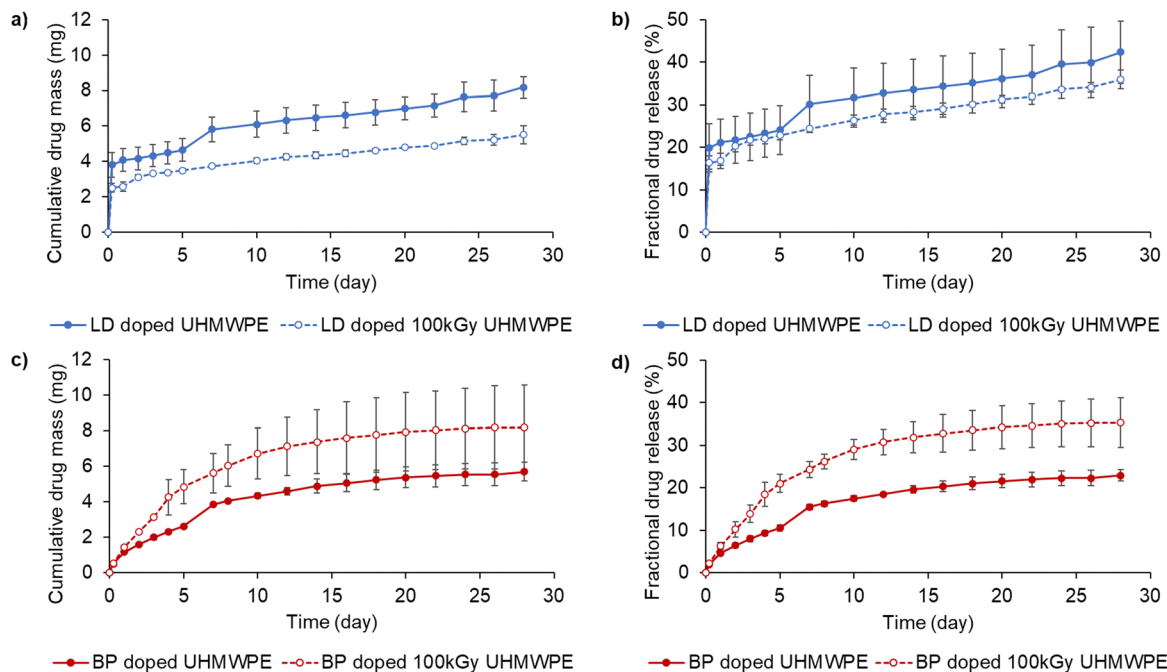 a)
Cumulative drug mass (mg)
12
10
8
6
4
2
0
0 5 10 15 20 25 30
Time (day)
LD doped UHMWPE LD doped 100kGy UHMWPE
b)
Fractional drug release (%)
50
40
30
20
10
0
0 5 10 15 20 25 30
Time (day)
LD doped UHMWPE LD doped 100kGy UHMWPE
c)
Cumulative drug mass (mg)
12
10
8
6
4
2
0
0 5 10 15 20 25 30
Time (day)
BP doped UHMWPE BP doped 100kGy UHMWPE
d)
Fractional drug release (%)
50
40
30
20
10
0
0 5 10 15 20 25 30
Time (day)
BP doped UHMWPE BP doped 100kGy UHMWPE